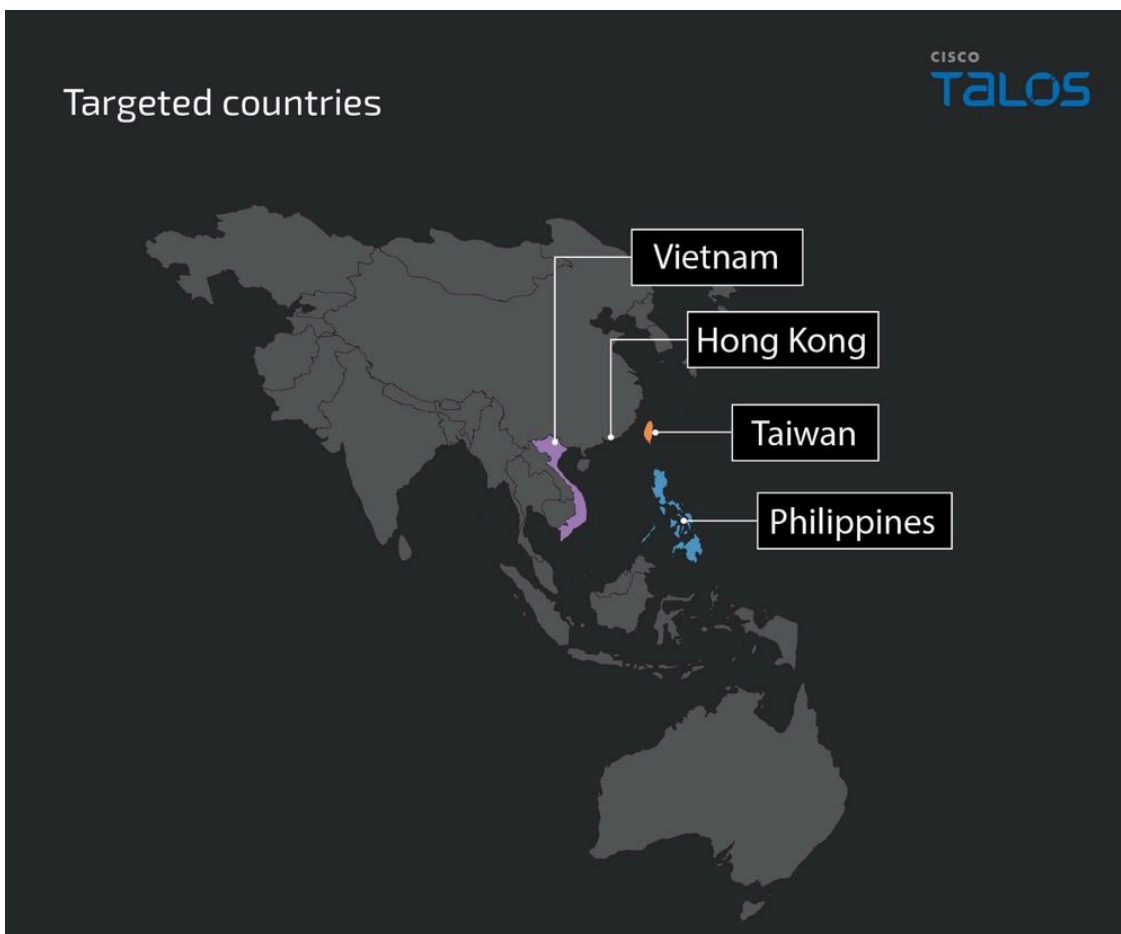 CISCO
TALOS
Targeted countries
Vietnam
Hong Kong
Taiwan
Philippines